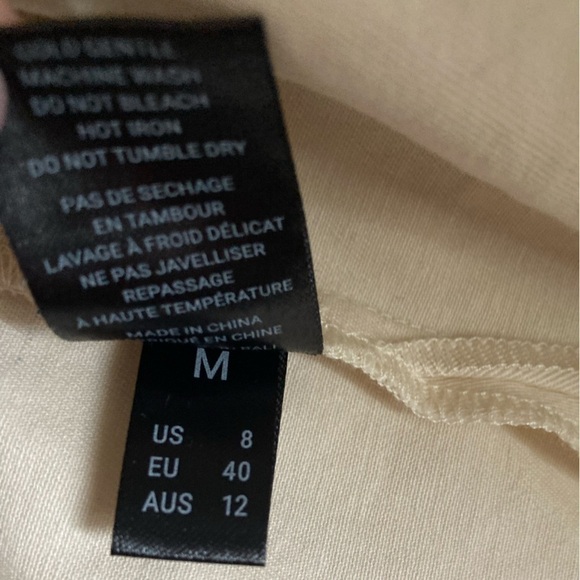 COLD GENTLE
MACHINE WASH
DO NOT BLEACH
HOT IRON
DO NOT TUMBLE DRY
PAS DE SECHAGE
EN TAMBOUR
LAVAGE À FROID DÉLICAT
NE PAS JAVELLISER
REPASSAGE
À HAUTE TEMPÉRATURE
MADE IN CHINA
EN CHINE
M
US 8
EU 40
AUS 12